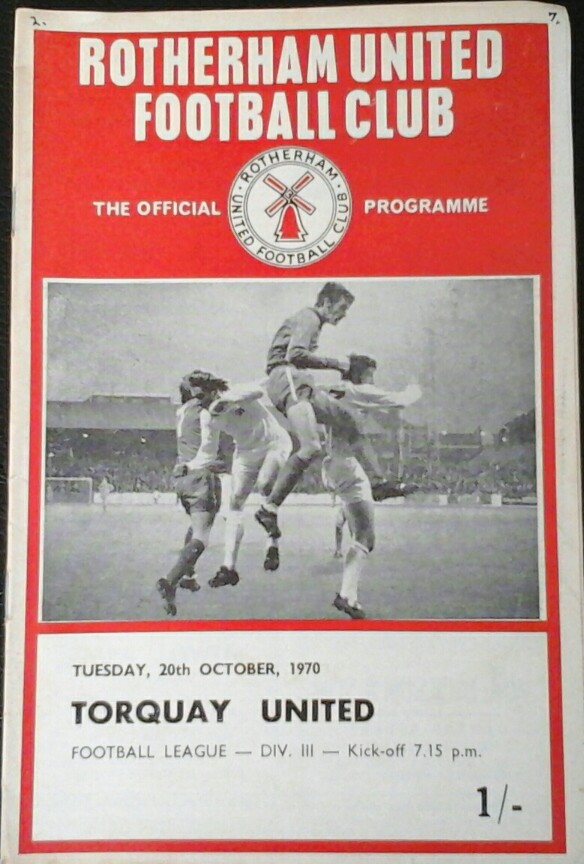 2.
7.
ROTHERHAM UNITED
FOOTBALL CLUB
THE OFFICIAL
· ROTHERHAM ·
UNITED FOOTBALL CLUB
PROGRAMME
TUESDAY, 20th OCTOBER, 1970
TORQUAY UNITED
FOOTBALL LEAGUE — DIV. III — Kick-off 7.15 p.m.
1/-